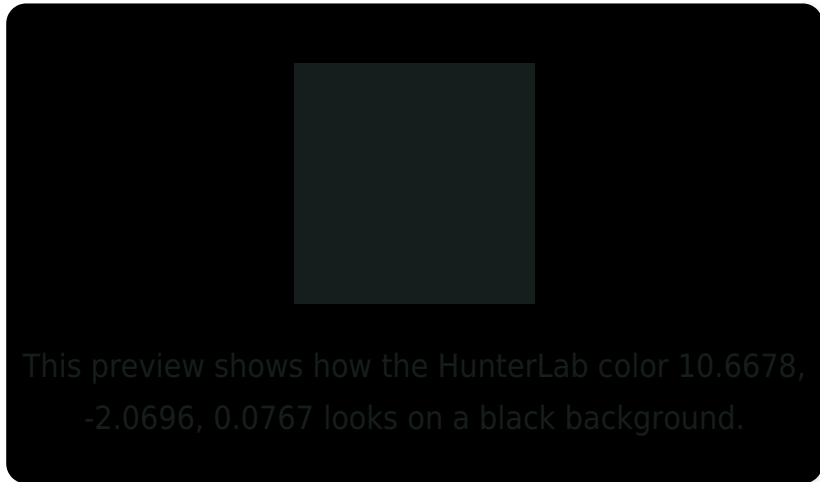 This preview shows how the HunterLab color 10.6678,
-2.0696, 0.0767 looks on a black background.